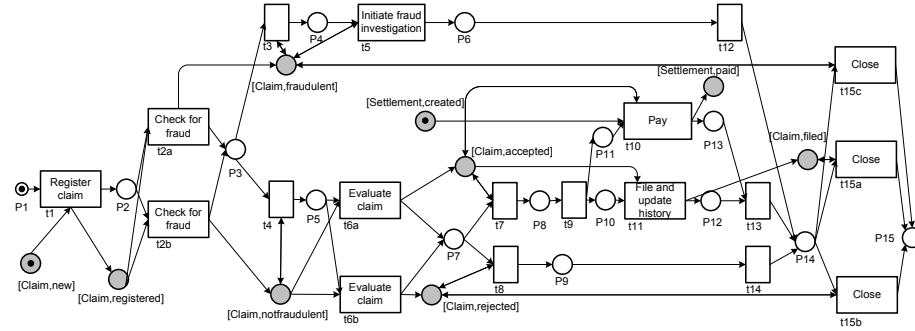 t3
P4
Initiate fraud
investigation
t5
P6
t12
[Claim,fraudulent]
[Settlement,paid]
Close
t15c
[Settlement,created]
Check for
fraud
t2a
P3
Pay
t10
P11
P13
[Claim,filed]
[Claim,accepted]
Close
t15a
P1
Register
claim
t1
P2
Check for
fraud
t2b
t4
P5
Evaluate
claim
t6a
t7
P8
t9
P10
File and
update
history
t11
P12
t13
P14
P15
P7
[Claim,new]
[Claim,registered]
[Claim,notfraudulent]
Evaluate
claim
t6b
[Claim,rejected]
t8
P9
t14
Close
t15b